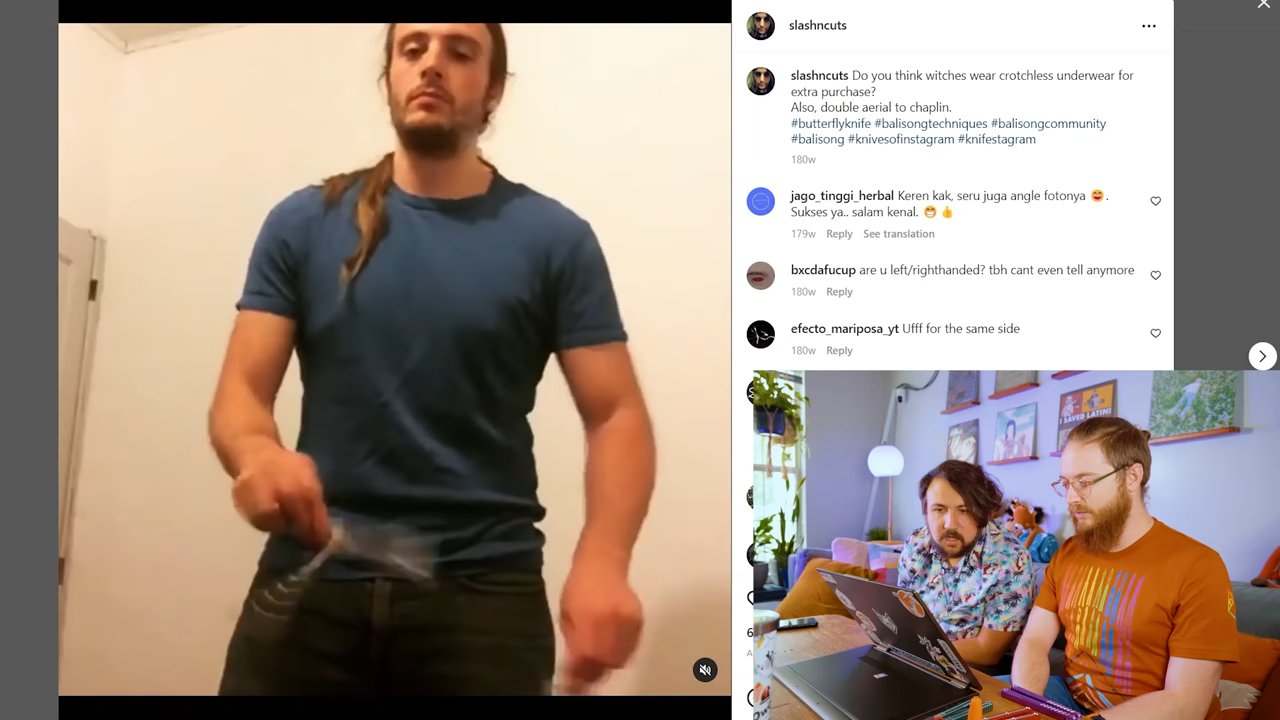 slashncuts
slashncuts Do you think witches wear crotchless underwear for
extra purchase?
Also, double aerial to chaplin.
#butterflyknife #balisongtechniques #balisongcommunity
#balisong #knivesofinstagram #knifestagram
180w
jago_tinggi_herbal Keren kak, seru juga angle fotonya 😄.
Sukses ya.. salam kenal. 😁 👍
179w Reply See translation
bxcdafucup are u left/righthanded? tbh cant even tell anymore
180w Reply
efecto_mariposa_yt Ufff for the same side
180w Reply
I SAVED LATIN!
6
A